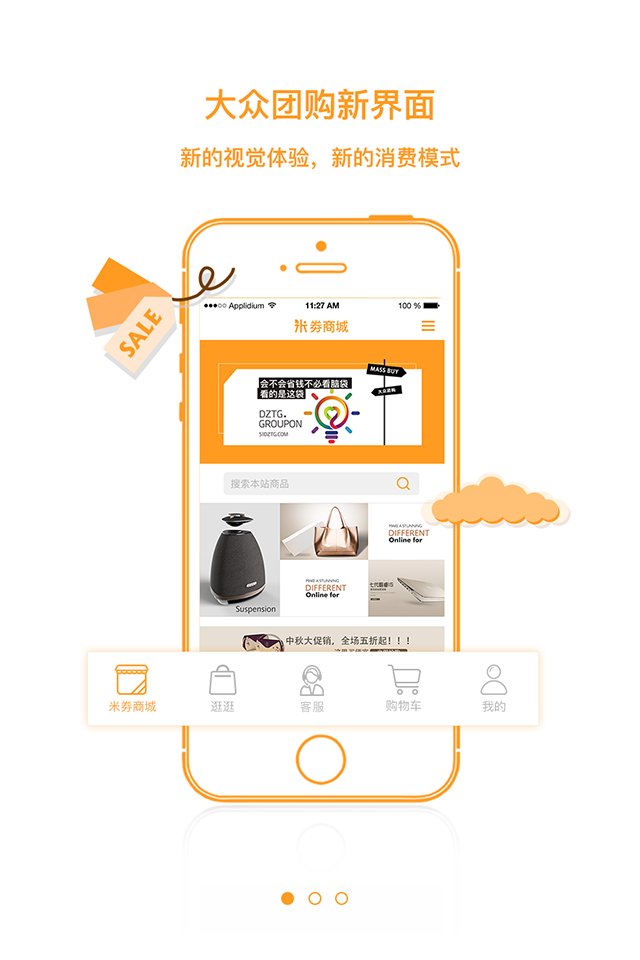 大众团购新界面
新的视觉体验，新的消费模式
Applidium
11:27 AM
100 %
米劵商城
SALE
MASS BUY
大众团购
会不会省钱不必看脑袋
看的是这袋
DZTG.
GROUPON
51DZTG.COM
搜索本站商品
MAKE A STUNNING
DIFFERENT
Online for
Suspension
MAKE A STUNNING
DIFFERENT
Online for
七代酷睿i5
中秋大促销，全场五折起！！！
米劵商城
逛逛
客服
购物车
我的